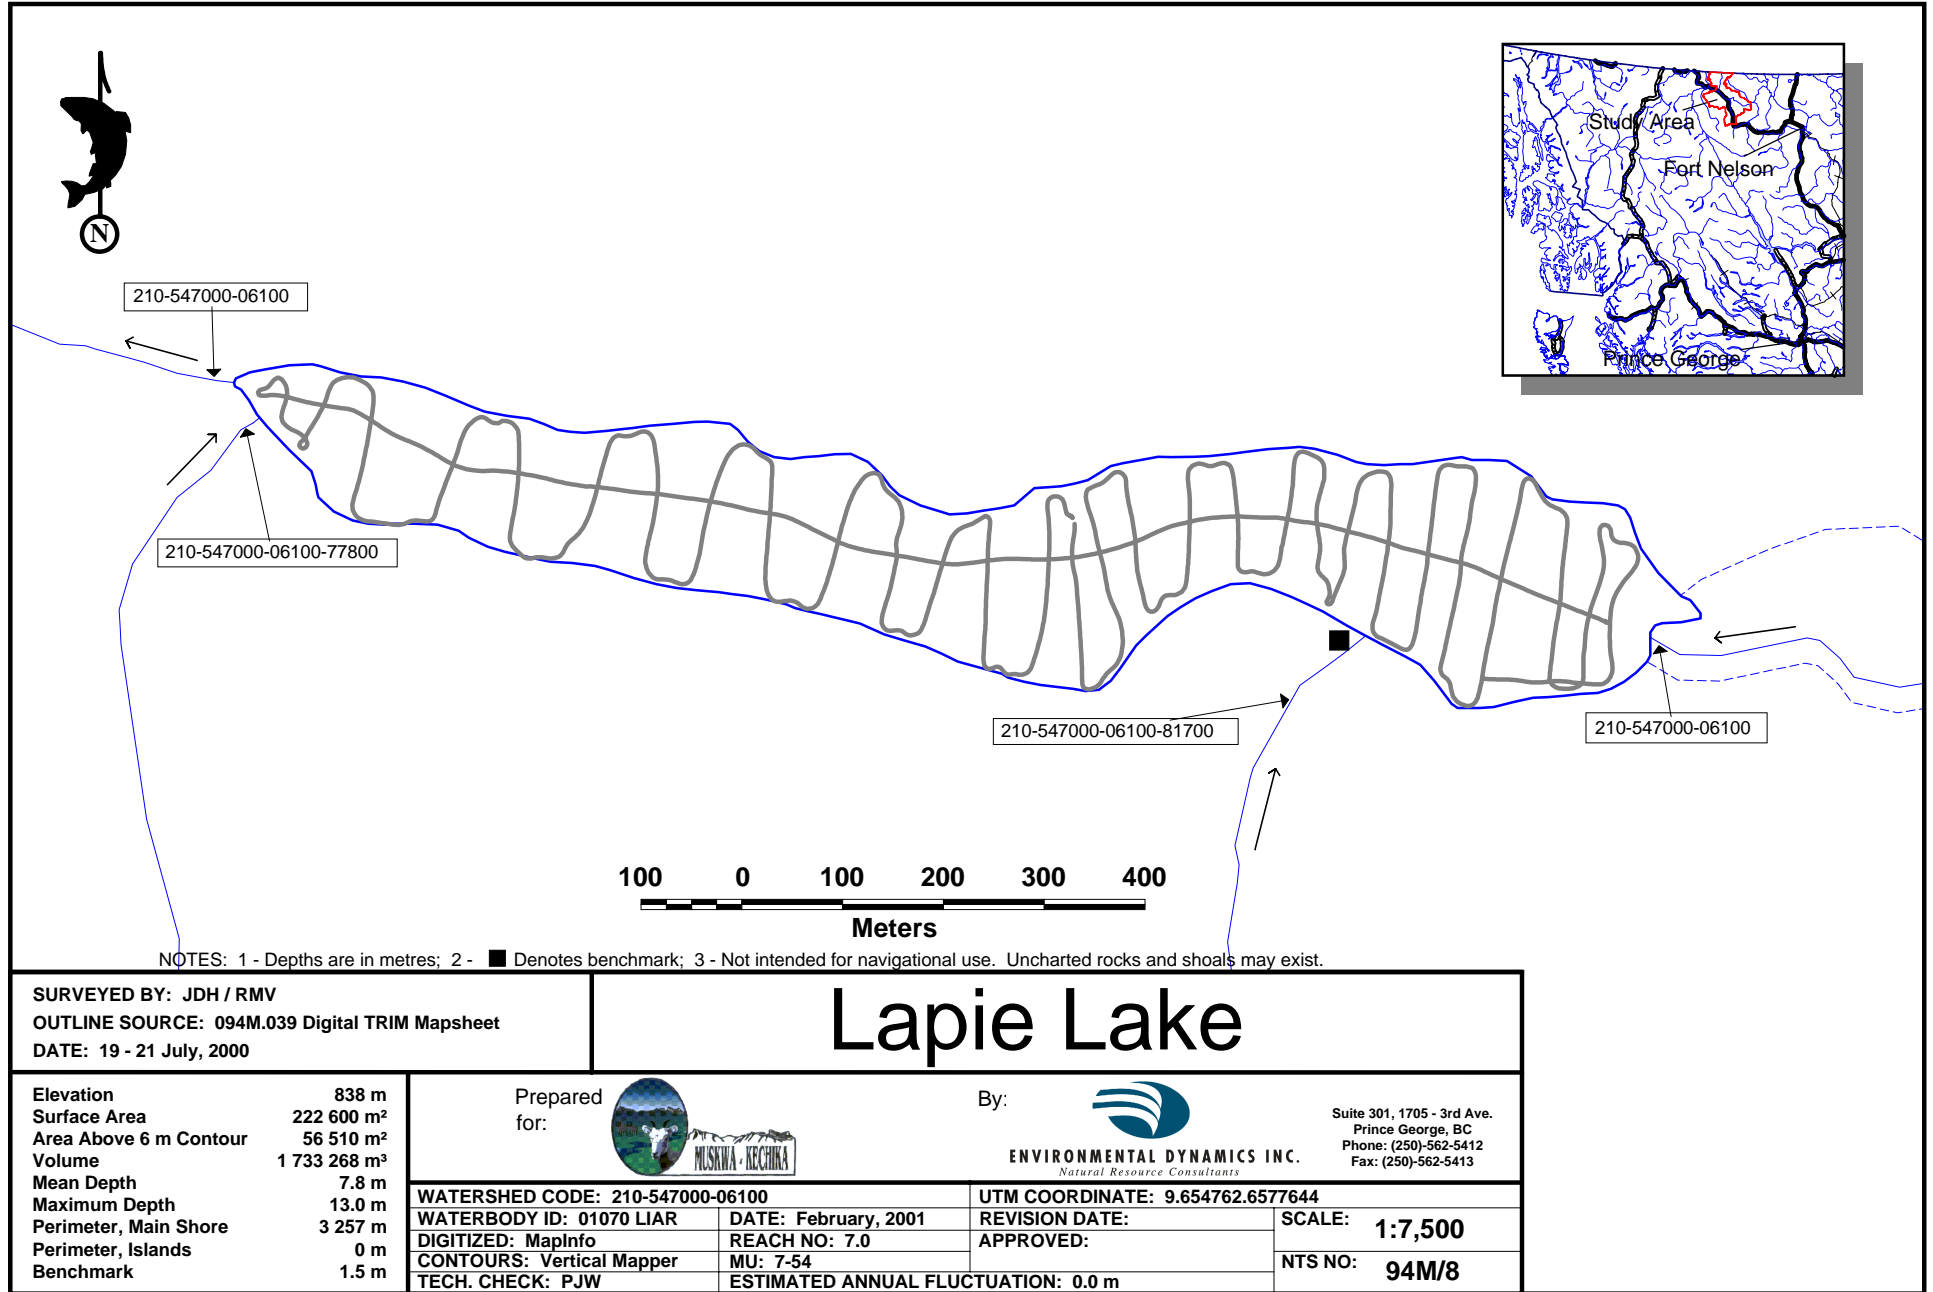 N
Study Area
Fort Nelson
Prince George
210-547000-06100
210-547000-06100-77800
210-547000-06100-81700
210-547000-06100
100 0 100 200 300 400
Meters
NOTES: 1 - Depths are in metres; 2 - ■ Denotes benchmark; 3 - Not intended for navigational use. Uncharted rocks and shoals may exist.
SURVEYED BY: JDH / RMV
OUTLINE SOURCE: 094M.039 Digital TRIM Mapsheet
DATE: 19 - 21 July, 2000
Lapie Lake
Elevation 838 m
Surface Area 222 600 m²
Area Above 6 m Contour 56 510 m²
Volume 1 733 268 m³
Mean Depth 7.8 m
Maximum Depth 13.0 m
Perimeter, Main Shore 3 257 m
Perimeter, Islands 0 m
Benchmark 1.5 m
Prepared
for:
MUSKWA - KECHIKA
By:
ENVIRONMENTAL DYNAMICS INC.
Natural Resource Consultants
Suite 301, 1705 - 3rd Ave.
Prince George, BC
Phone: (250)-562-5412
Fax: (250)-562-5413
WATERSHED CODE: 210-547000-06100
UTM COORDINATE: 9.654762.6577644
WATERBODY ID: 01070 LIAR
DATE: February, 2001
REVISION DATE:
SCALE: 1:7,500
DIGITIZED: MapInfo
REACH NO: 7.0
APPROVED:
CONTOURS: Vertical Mapper
MU: 7-54
NTS NO: 94M/8
TECH. CHECK: PJW
ESTIMATED ANNUAL FLUCTUATION: 0.0 m